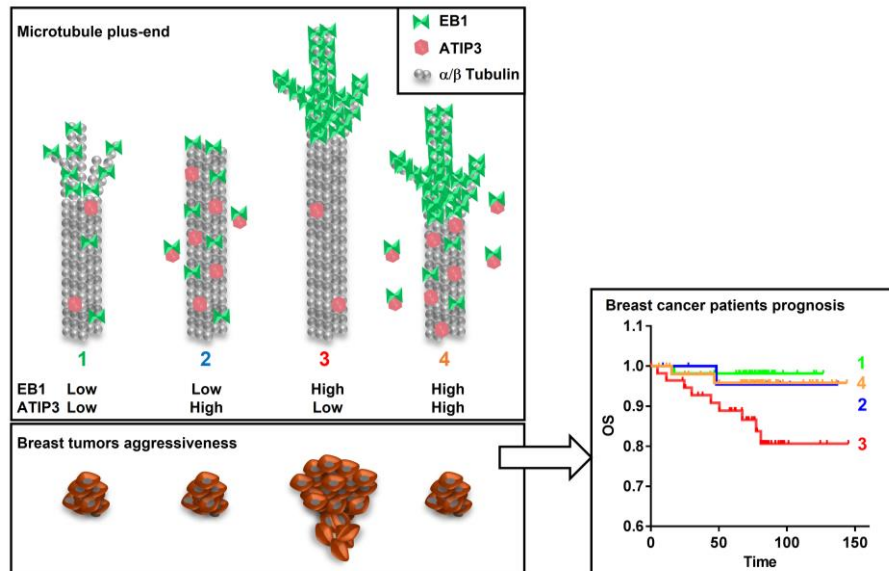 Microtubule plus-end
EB1
ATIP3
α/β Tubulin
1 2 3 4
EB1 Low Low High High
ATIP3 Low High Low High
Breast tumors aggressiveness
Breast cancer patients prognosis
1.1
1.0
0.9
0.8
0.7
0.6
OS
1
4
2
3
0 50 100 150
Time